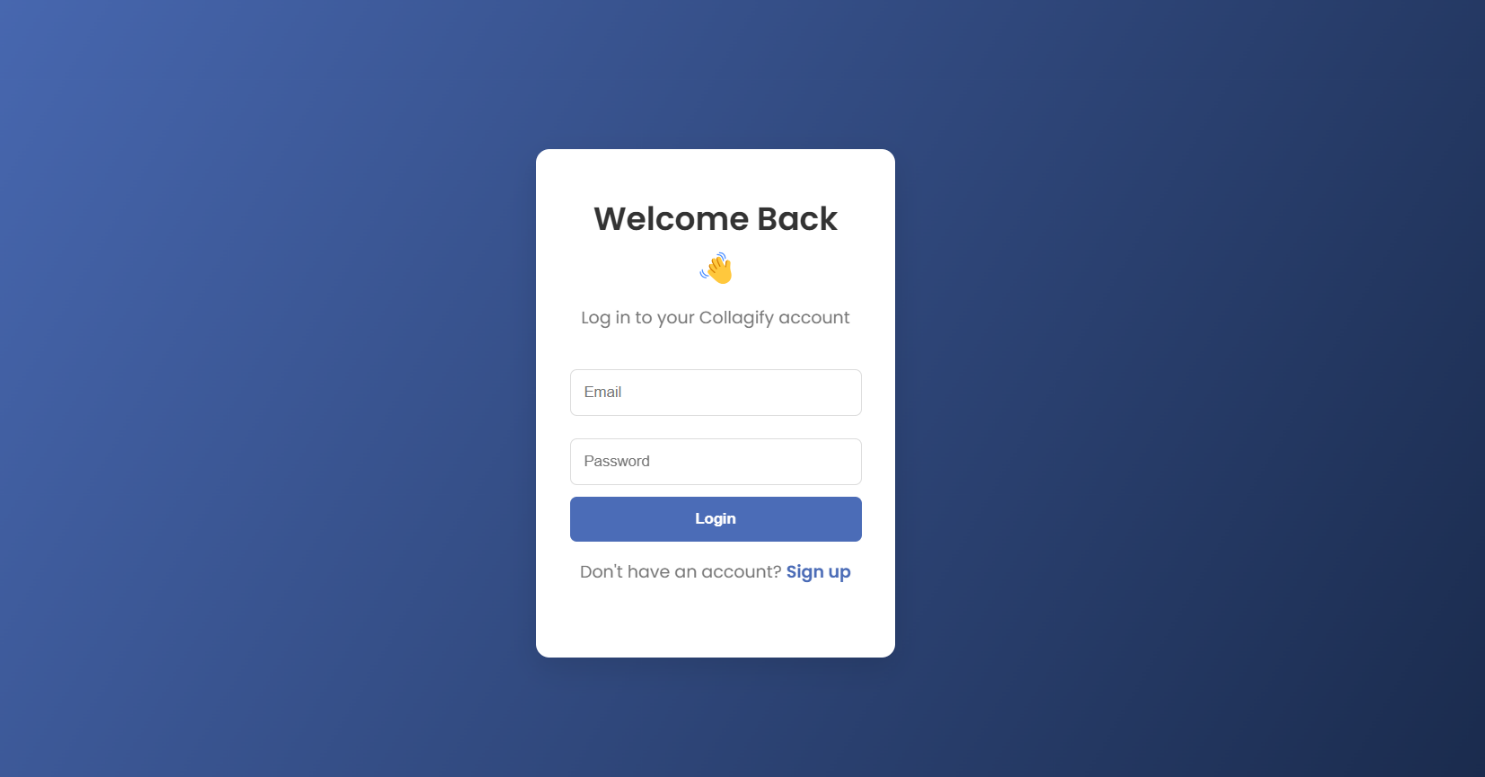 Welcome Back
👋
Log in to your Collagify account
Email
Password
Login
Don't have an account? Sign up